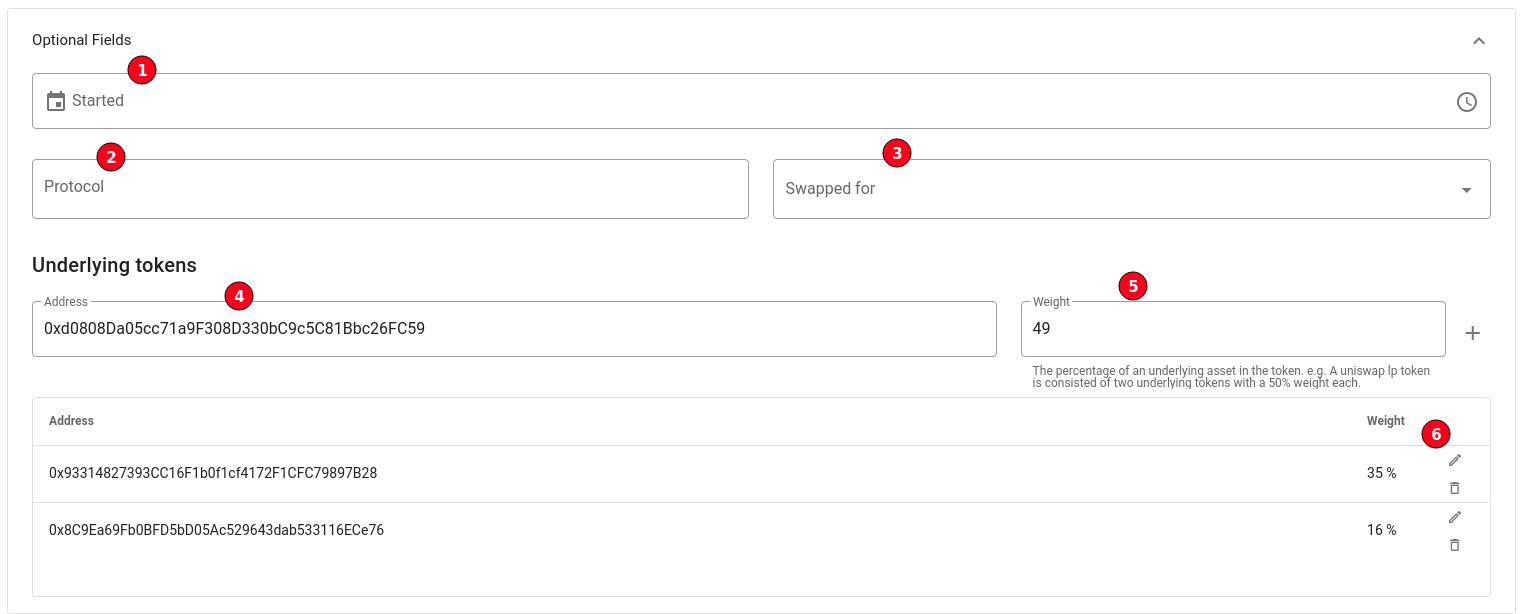 Optional Fields
1
Started
2
3
Protocol
Swapped for
Underlying tokens
4
5
Address
Weight
0xd0808Da05cc71a9F308D330bC9c5C81Bbc26FC59
49
The percentage of an underlying asset in the token. e.g. A uniswap lp token
is consisted of two underlying tokens with a 50% weight each.
Address
Weight
6
0x93314827393CC16F1b0f1cf4172F1CFC79897B28
35 %
0x8C9Ea69Fb0BFD5bD05Ac529643dab533116ECe76
16 %